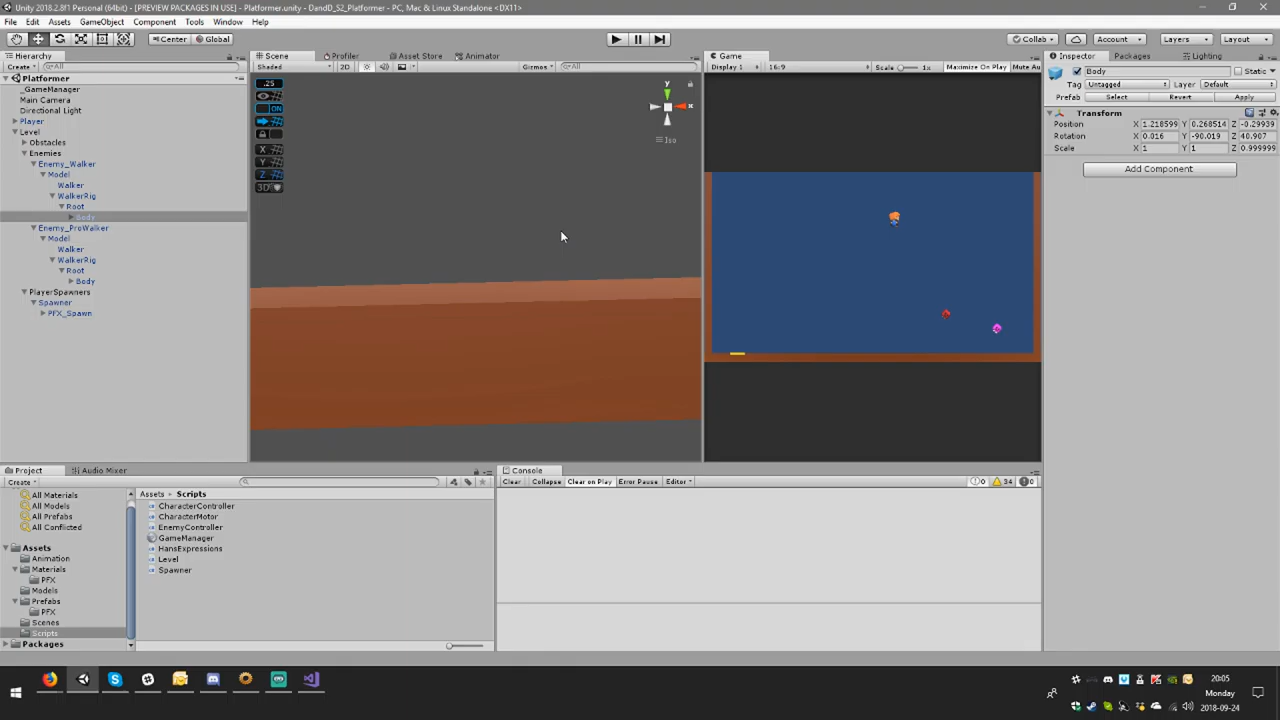 Unity 2018.2.8f1 Personal (64bit) - [PREVIEW PACKAGES IN USE] - Platformer.unity - DandD_S2_Platformer - PC, Mac & Linux Standalone <DX11>
File Edit Assets GameObject Component Tools Window Help
Center Global Collab Account Layers Layout
Hierarchy Scene Profiler Asset Store Animator Game Inspector Packages Lighting
Create All Shaded 2D Gizmos All Display 1 16:9 Scale 1x Maximize On Play Mute Au
Body Static
Tag Untagged Layer Default
Prefab Select Revert Apply
Transform
Position X 1.218599 Y 0.268514 Z -0.29939
Rotation X 0.016 Y -90.019 Z 40.907
Scale X 1 Y 1 Z 0.999999
Add Component
.25
ON
X
Y
Z
3D
y
x
Iso
Platformer
_GameManager
Main Camera
Directional Light
Player
Level
Obstacles
Enemies
Enemy_Walker
Model
Walker
WalkerRig
Root
Body
Enemy_ProWalker
Model
Walker
WalkerRig
Root
Body
PlayerSpawners
Spawner
PFX_Spawn
Project Audio Mixer
Create
All Materials
All Models
All Prefabs
All Conflicted
Assets
Animation
Materials
PFX
Models
Prefabs
PFX
Scenes
Scripts
Packages
Assets Scripts
CharacterController
CharacterMotor
EnemyController
GameManager
HansExpressions
Level
Spawner
Console
Clear Collapse Clear on Play Error Pause Editor 0 34 0
20:05
Monday
2018-09-24